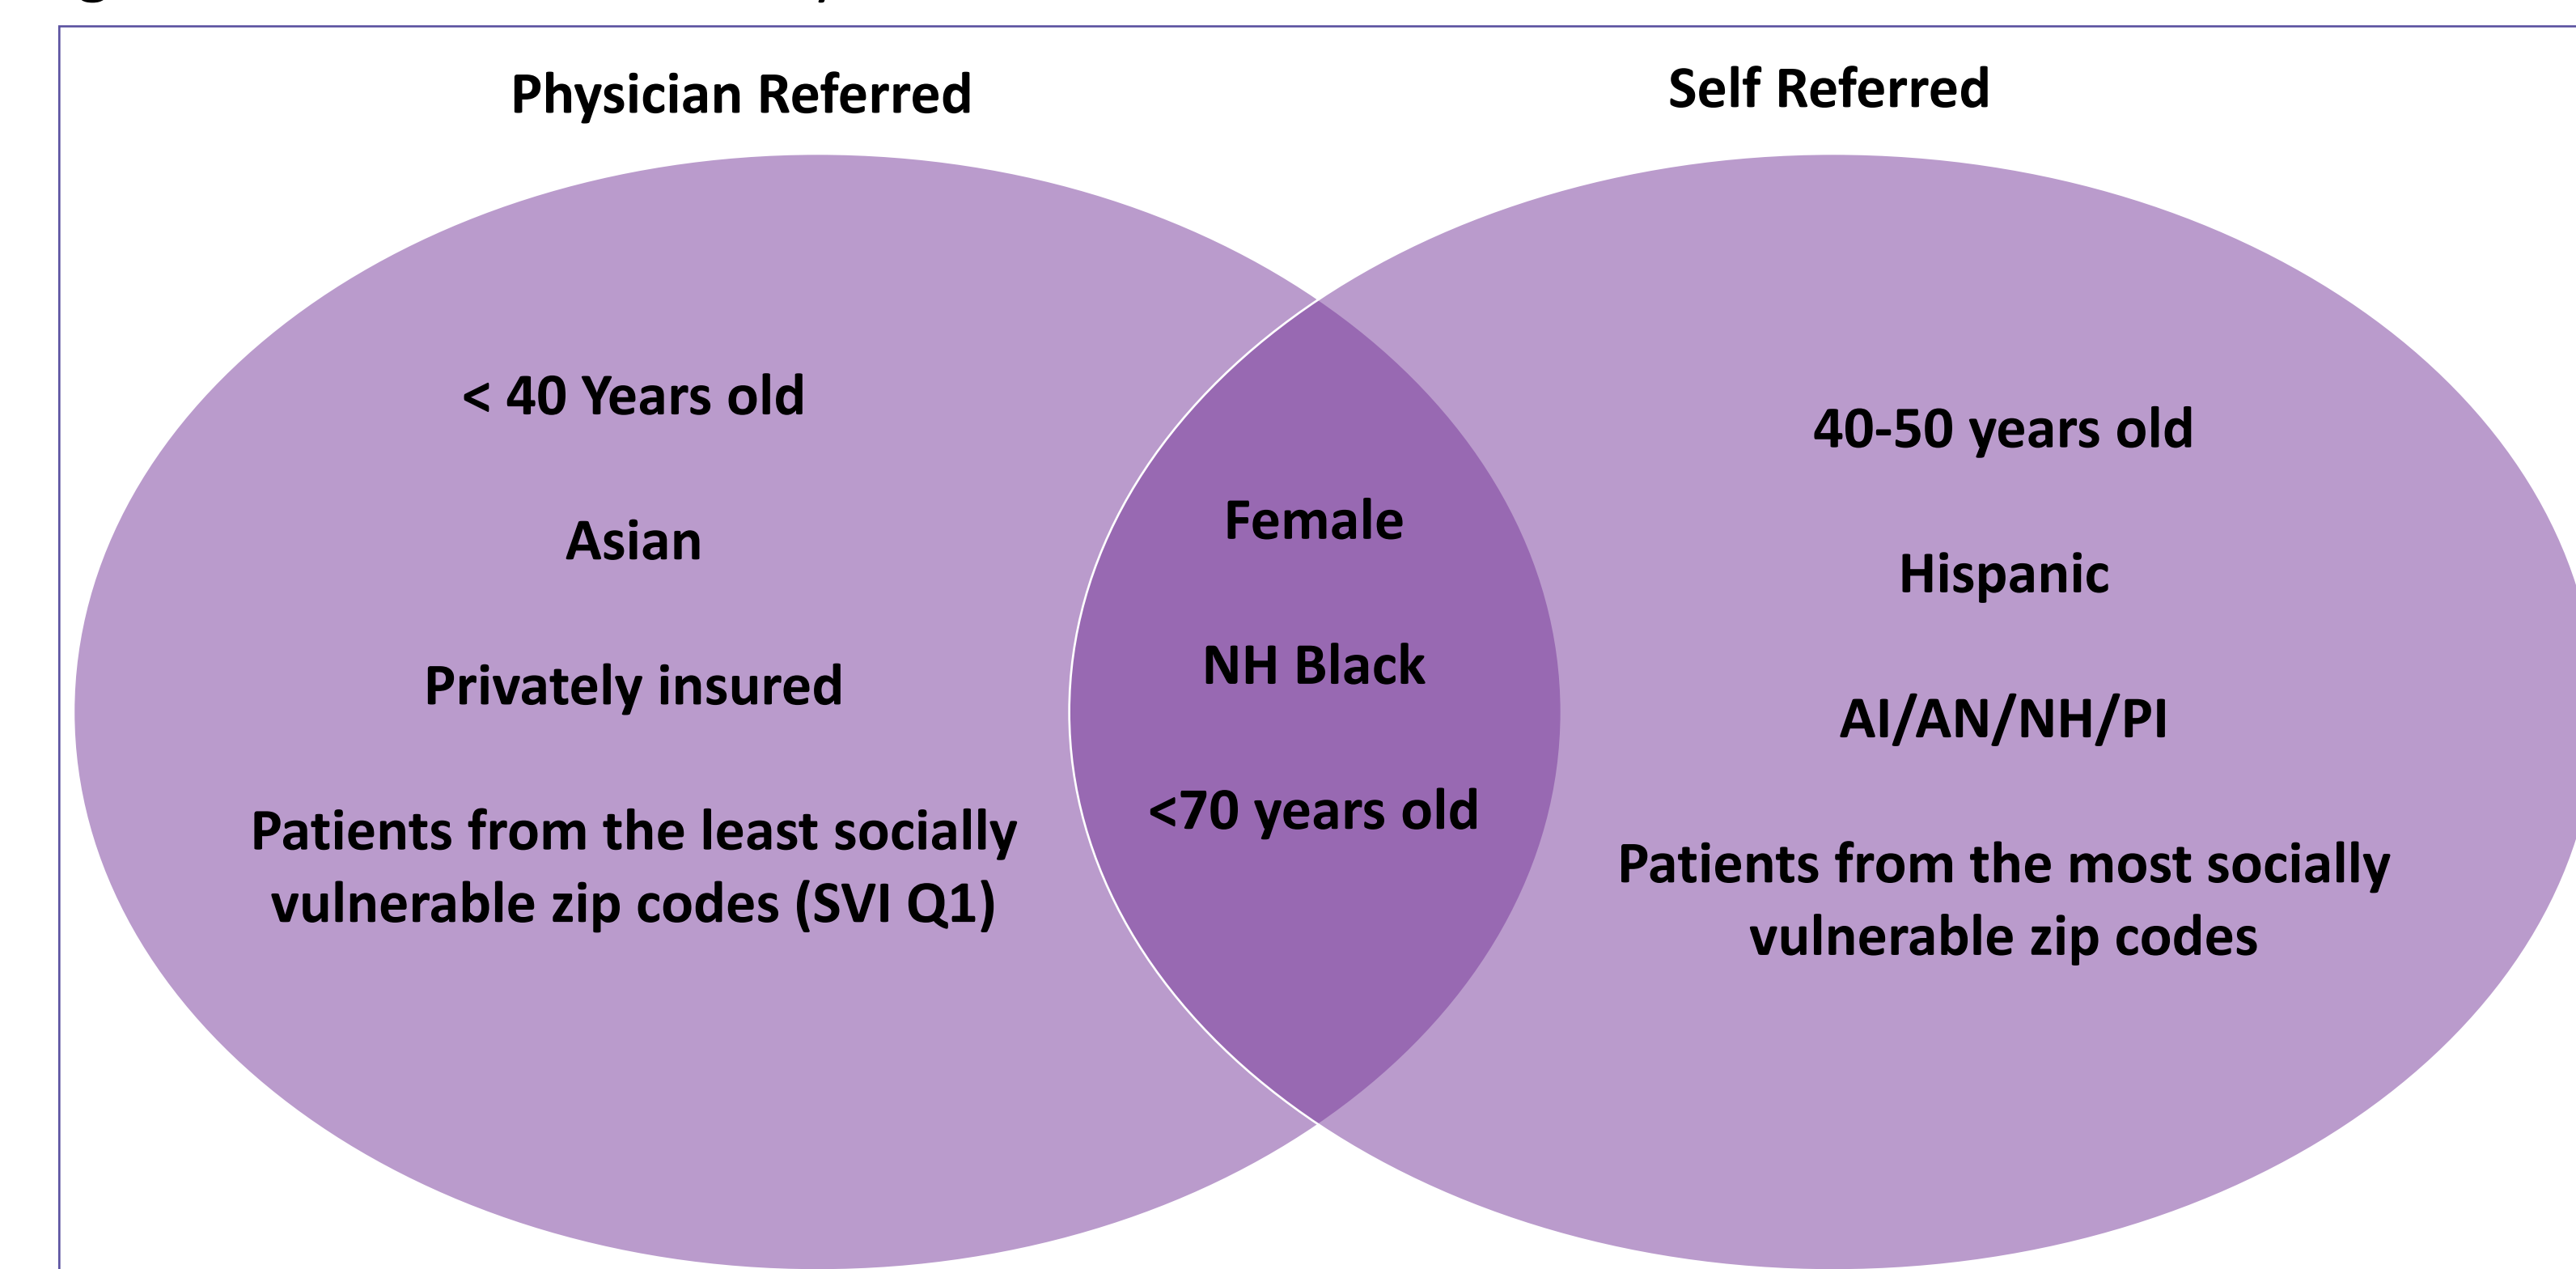 Physician Referred
Self Referred
< 40 Years old
Asian
Privately insured
Patients from the least socially
vulnerable zip codes (SVI Q1)
Female
NH Black
<70 years old
40-50 years old
Hispanic
AI/AN/NH/PI
Patients from the most socially
vulnerable zip codes